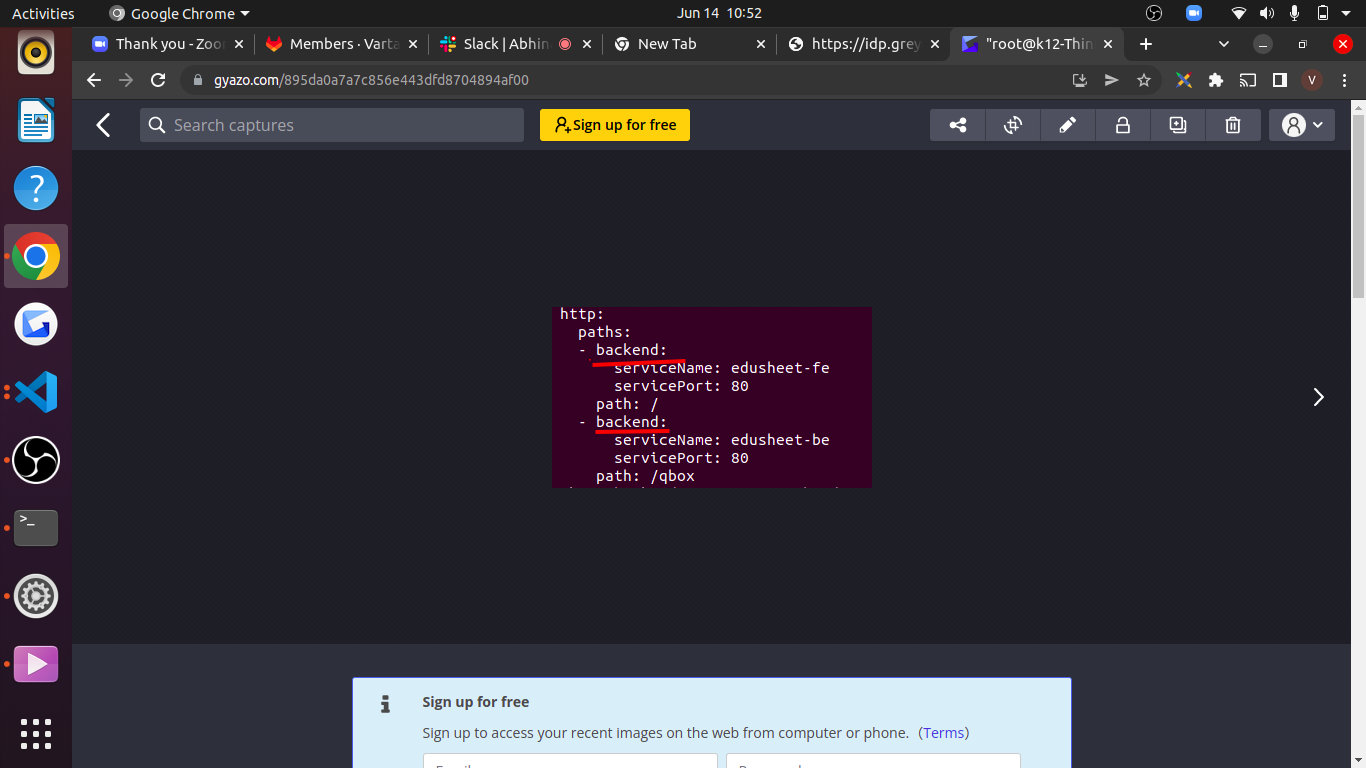 Activities
Google Chrome
Jun 14 10:52
Thank you - Zoo
Members · Varta
Slack | Abhin
New Tab
https://idp.grey
"root@k12-Thin
gyazo.com/895da0a7a7c856e443dfd8704894af00
V
Search captures
Sign up for free
http:
paths:
- backend:
serviceName: edusheet-fe
servicePort: 80
path: /
- backend:
serviceName: edusheet-be
servicePort: 80
path: /qbox
Sign up for free
Sign up to access your recent images on the web from computer or phone. (Terms)